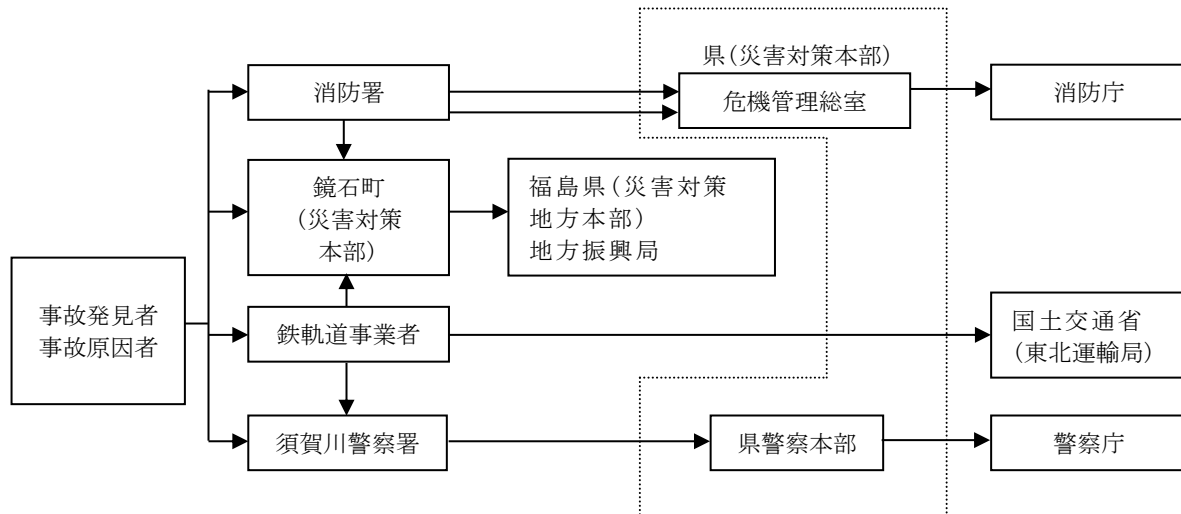 県(災害対策本部)
消防署
危機管理総室
消防庁
鏡石町
(災害対策
本部)
福島県(災害対策
地方本部)
地方振興局
事故発見者
事故原因者
鉄軌道事業者
国土交通省
(東北運輸局)
須賀川警察署
県警察本部
警察庁